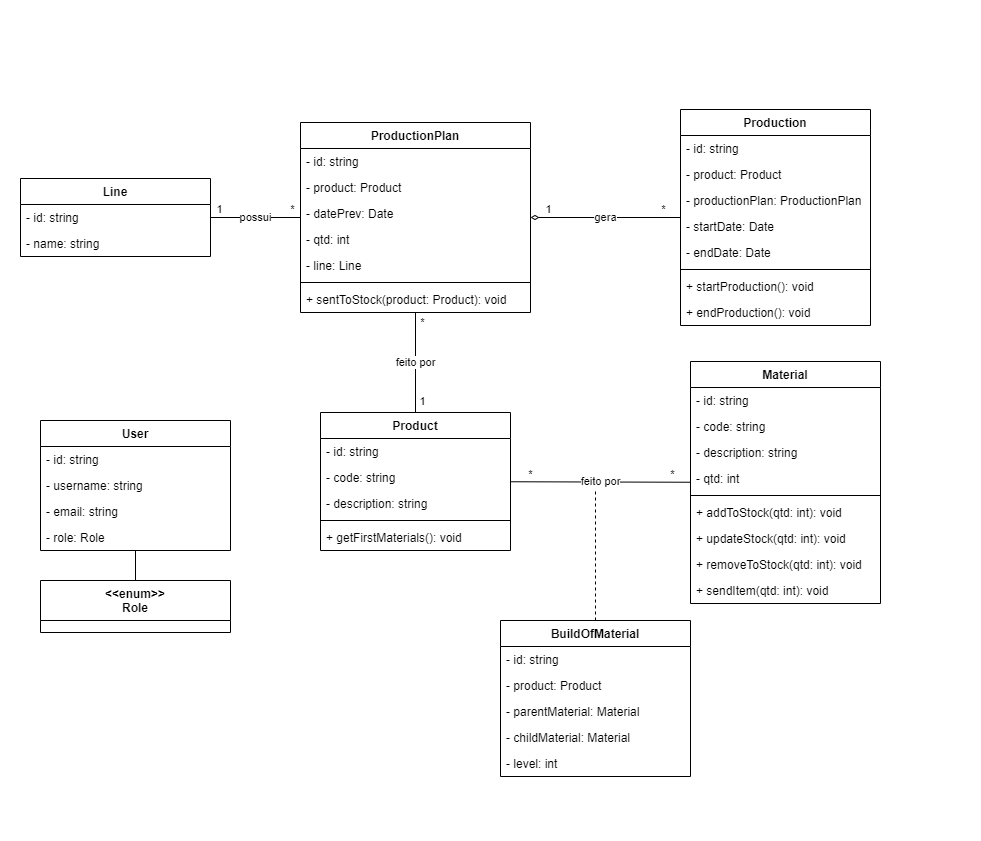 Line
- id: string
- name: string
1
possui
*
ProductionPlan
- id: string
- product: Product
- datePrev: Date
- qtd: int
- line: Line
+ sentToStock(product: Product): void
1
gera
*
Production
- id: string
- product: Product
- productionPlan: ProductionPlan
- startDate: Date
- endDate: Date
+ startProduction(): void
+ endProduction(): void
*
feito por
1
Product
- id: string
- code: string
- description: string
+ getFirstMaterials(): void
*
feito por
*
Material
- id: string
- code: string
- description: string
- qtd: int
+ addToStock(qtd: int): void
+ updateStock(qtd: int): void
+ removeToStock(qtd: int): void
+ sendItem(qtd: int): void
User
- id: string
- username: string
- email: string
- role: Role
<<enum>>
Role
BuildOfMaterial
- id: string
- product: Product
- parentMaterial: Material
- childMaterial: Material
- level: int